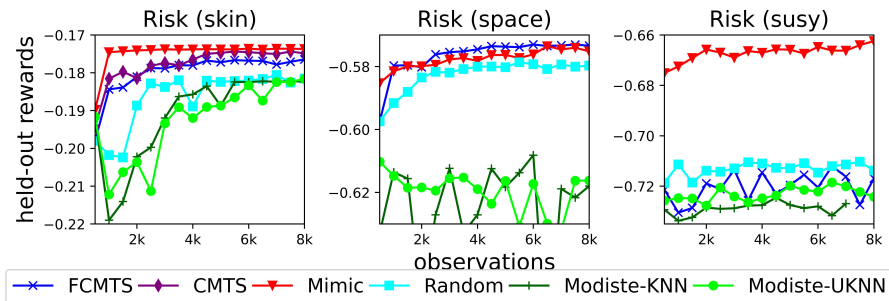 Risk (skin)
Risk (space)
Risk (susy)
held-out rewards
−0.17
−0.18
−0.19
−0.20
−0.21
−0.22
2k
4k
6k
8k
−0.58
−0.60
−0.62
2k
4k
6k
8k
−0.66
−0.68
−0.70
−0.72
2k
4k
6k
8k
observations
FCMTS CMTS Mimic Random Modiste-KNN Modiste-UKNN